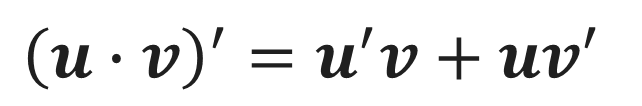 (u · v)′ = u′v + uv′